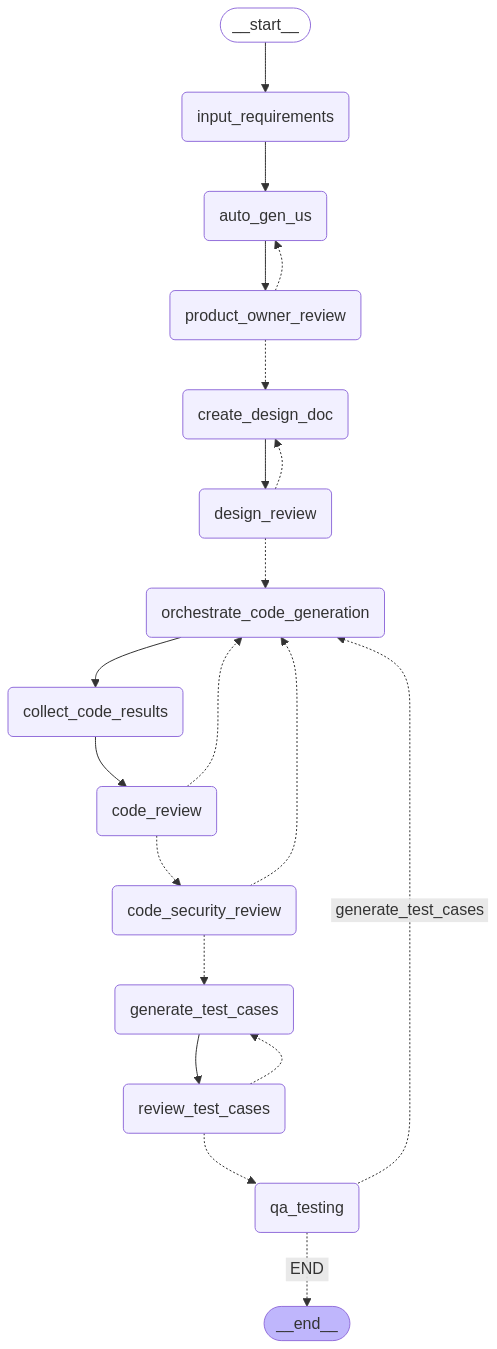 __start__
input_requirements
auto_gen_us
product_owner_review
create_design_doc
design_review
orchestrate_code_generation
collect_code_results
code_review
code_security_review
generate_test_cases
generate_test_cases
review_test_cases
qa_testing
END
__end__